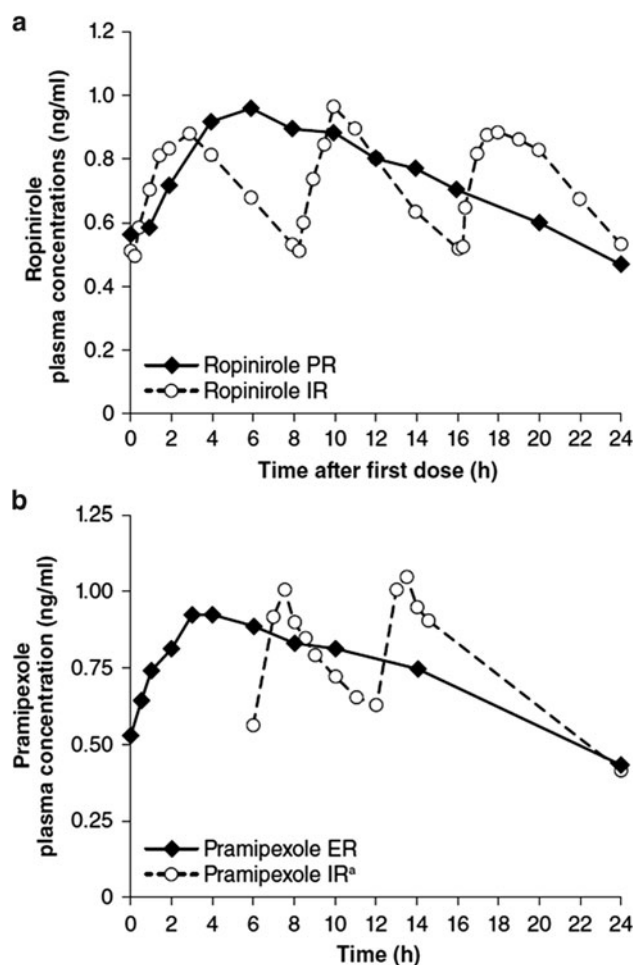 a
1.2
1.0
0.8
0.6
0.4
0.2
0
Ropinirole
plasma concentrations (ng/ml)
Ropinirole PR
Ropinirole IR
0 2 4 6 8 10 12 14 16 18 20 22 24
Time after first dose (h)
b
1.25
1.00
0.75
0.50
0.25
0
Pramipexole
plasma concentration (ng/ml)
Pramipexole ER
Pramipexole IRᵃ
0 2 4 6 8 10 12 14 16 18 20 22 24
Time (h)